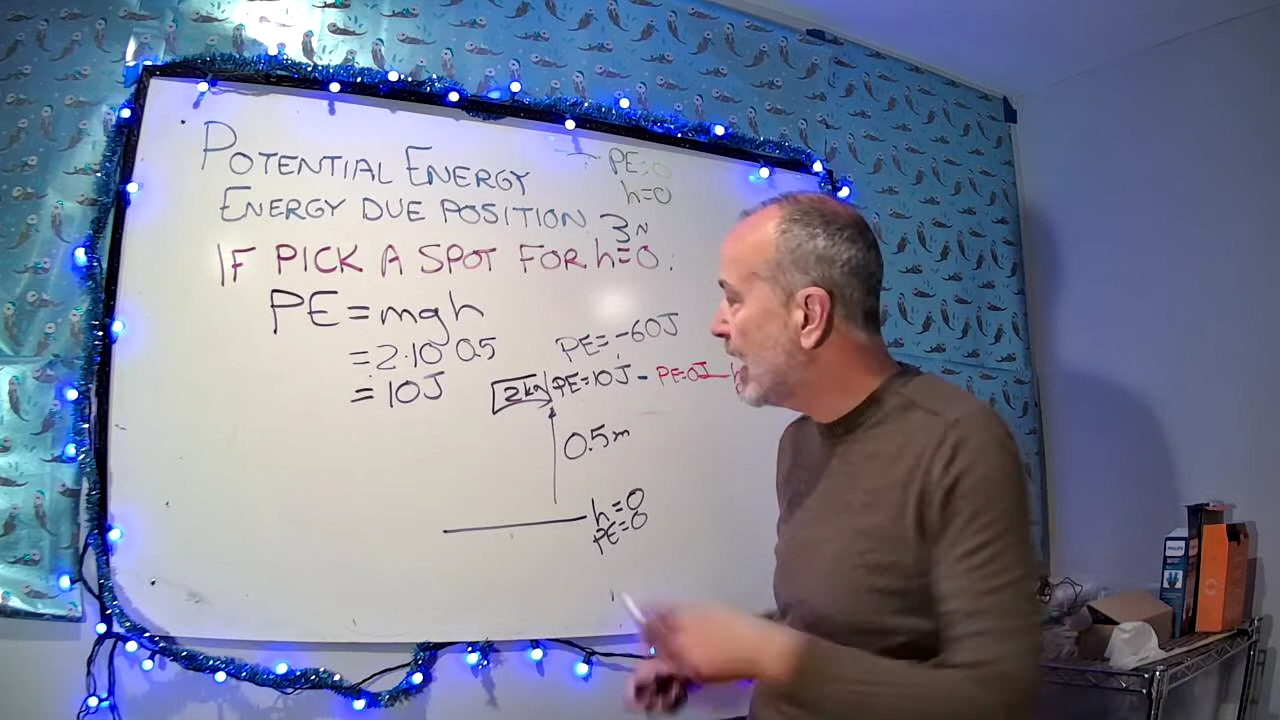 POTENTIAL ENERGY
ENERGY DUE POSITION
PE=0
h=0
3m
IF PICK A SPOT FOR h=0:
PE=mgh
=2·10·0.5
=10J
PE=-60J
2kg PE=10J - PE=0J
0.5m
h=0
PE=0
PHILIPS